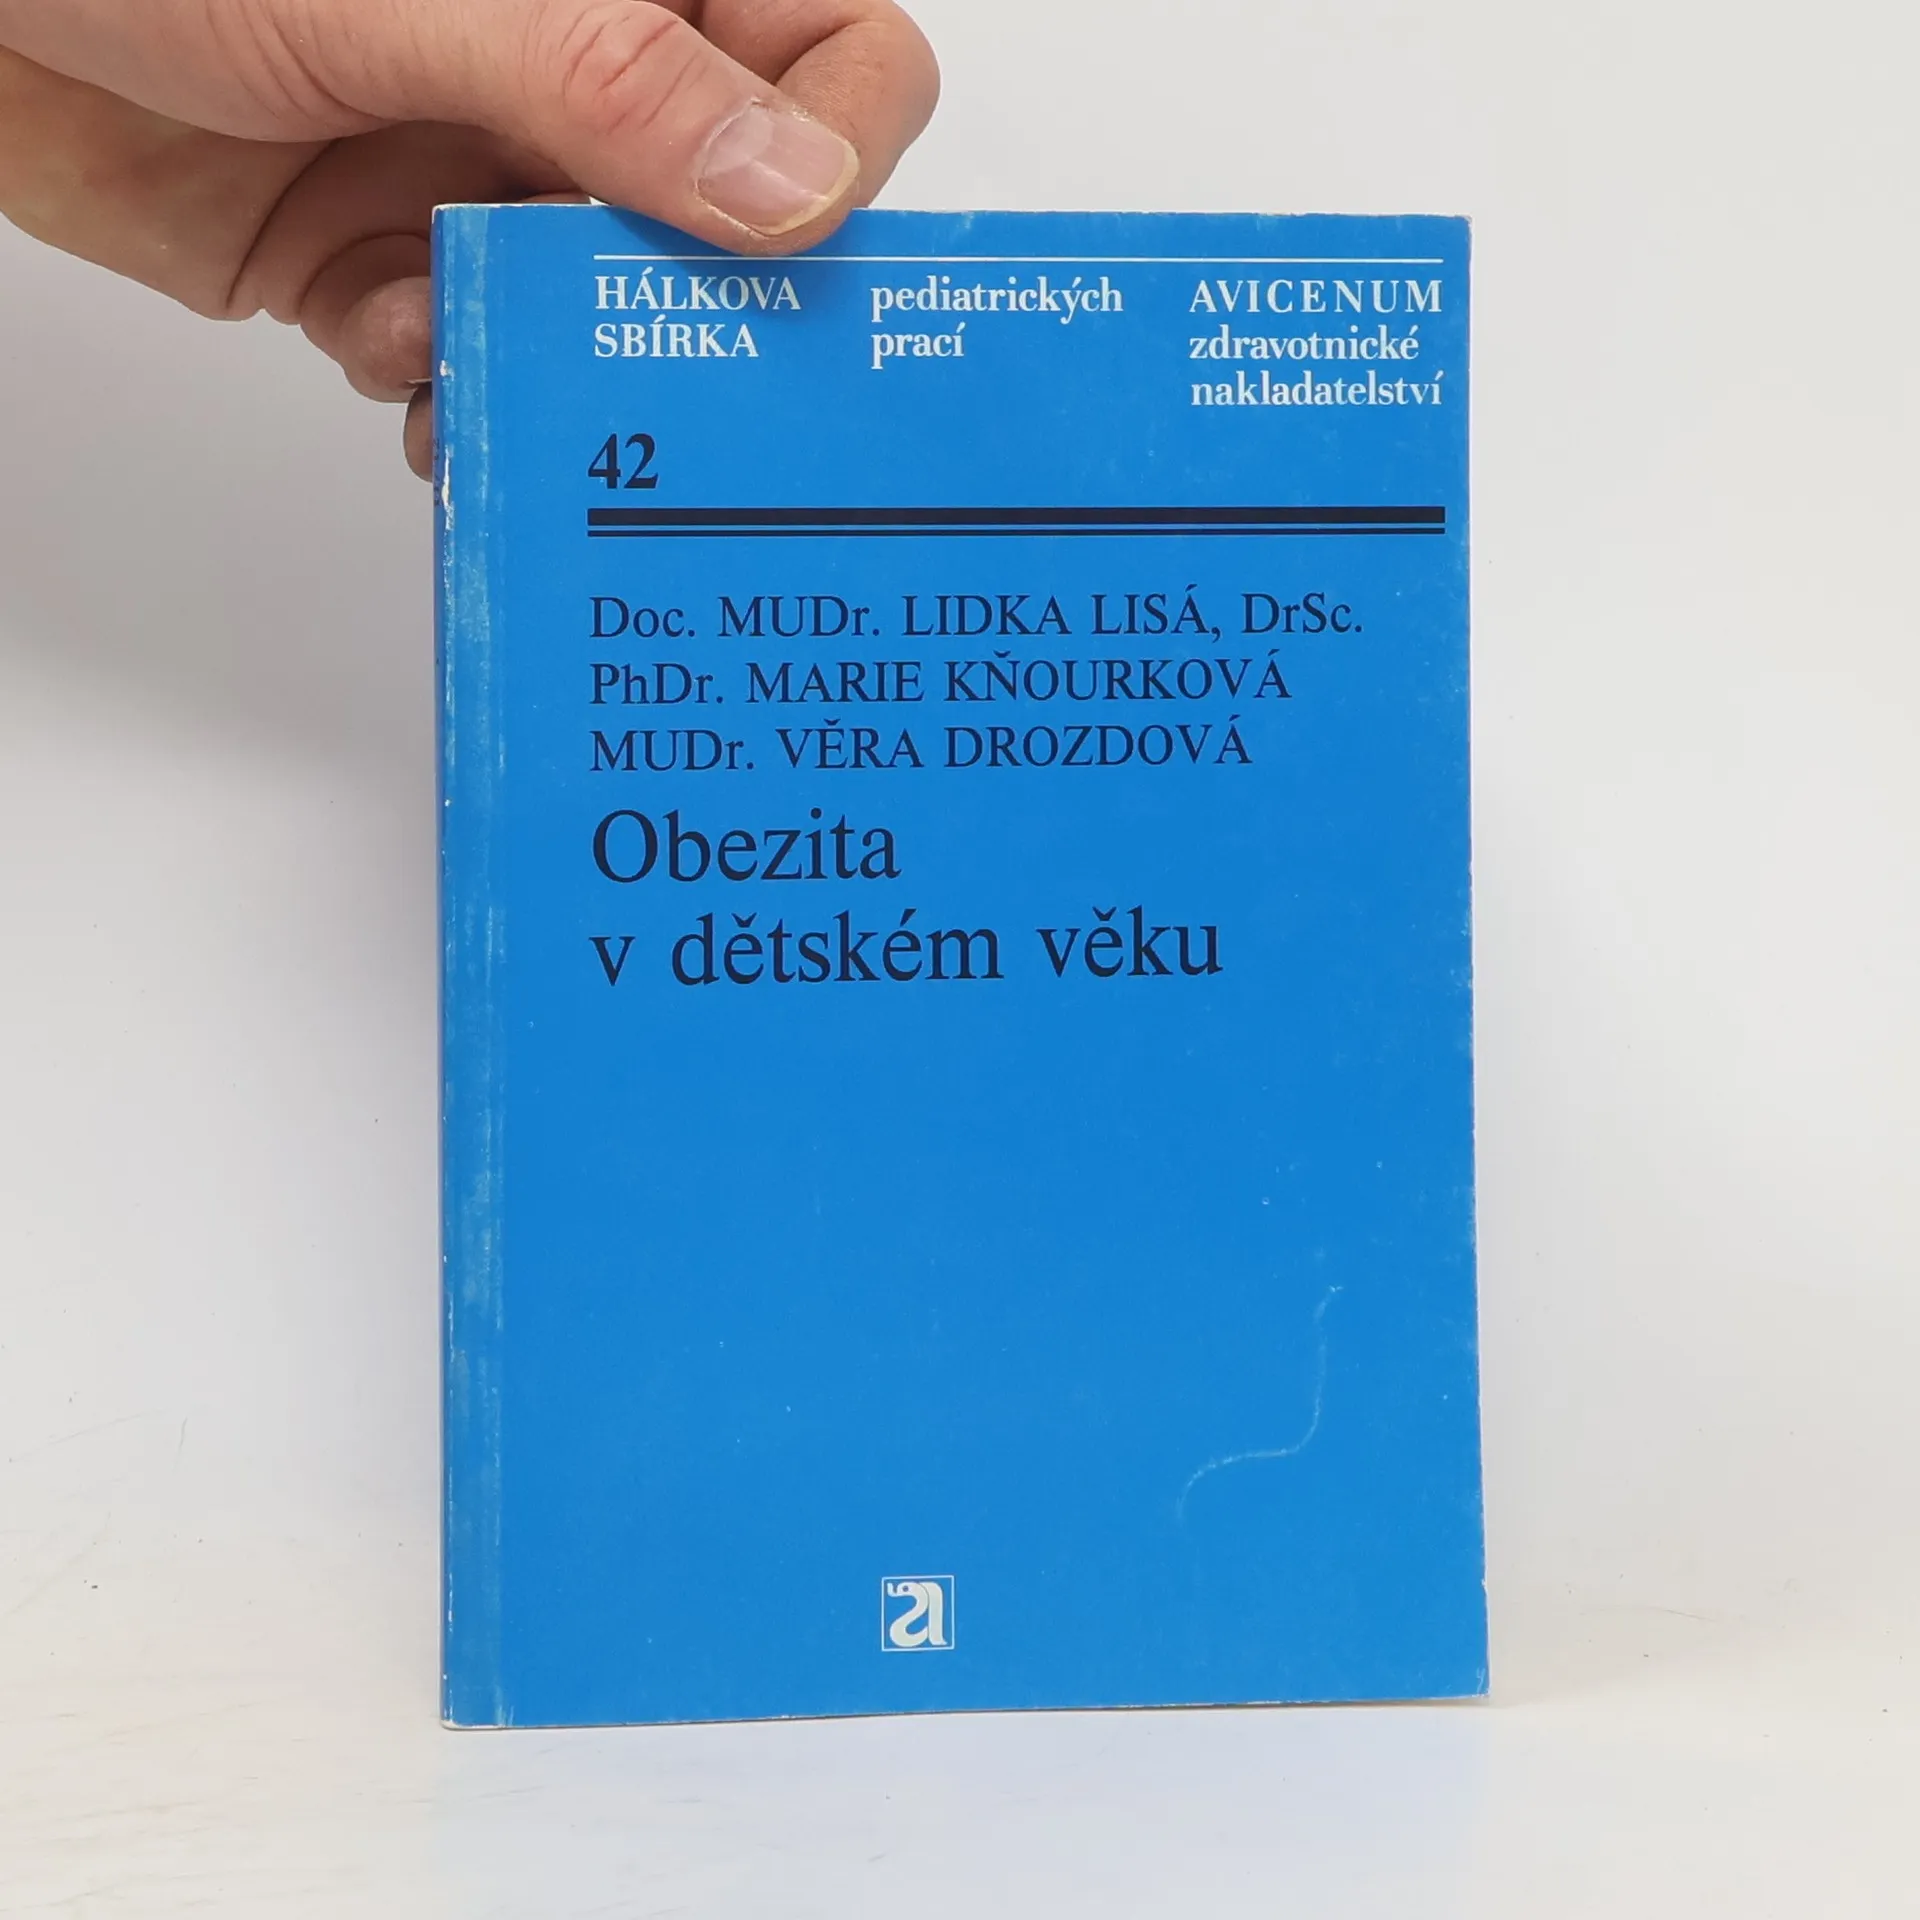 HÁLKOVA
SBÍRKA
pediatrických
prací
AVICENUM
zdravotnické
nakladatelství
42
Doc. MUDr. LIDKA LISÁ, DrSc.
PhDr. MARIE KŇOURKOVÁ
MUDr. VĚRA DROZDOVÁ
Obezita
v dětském věku